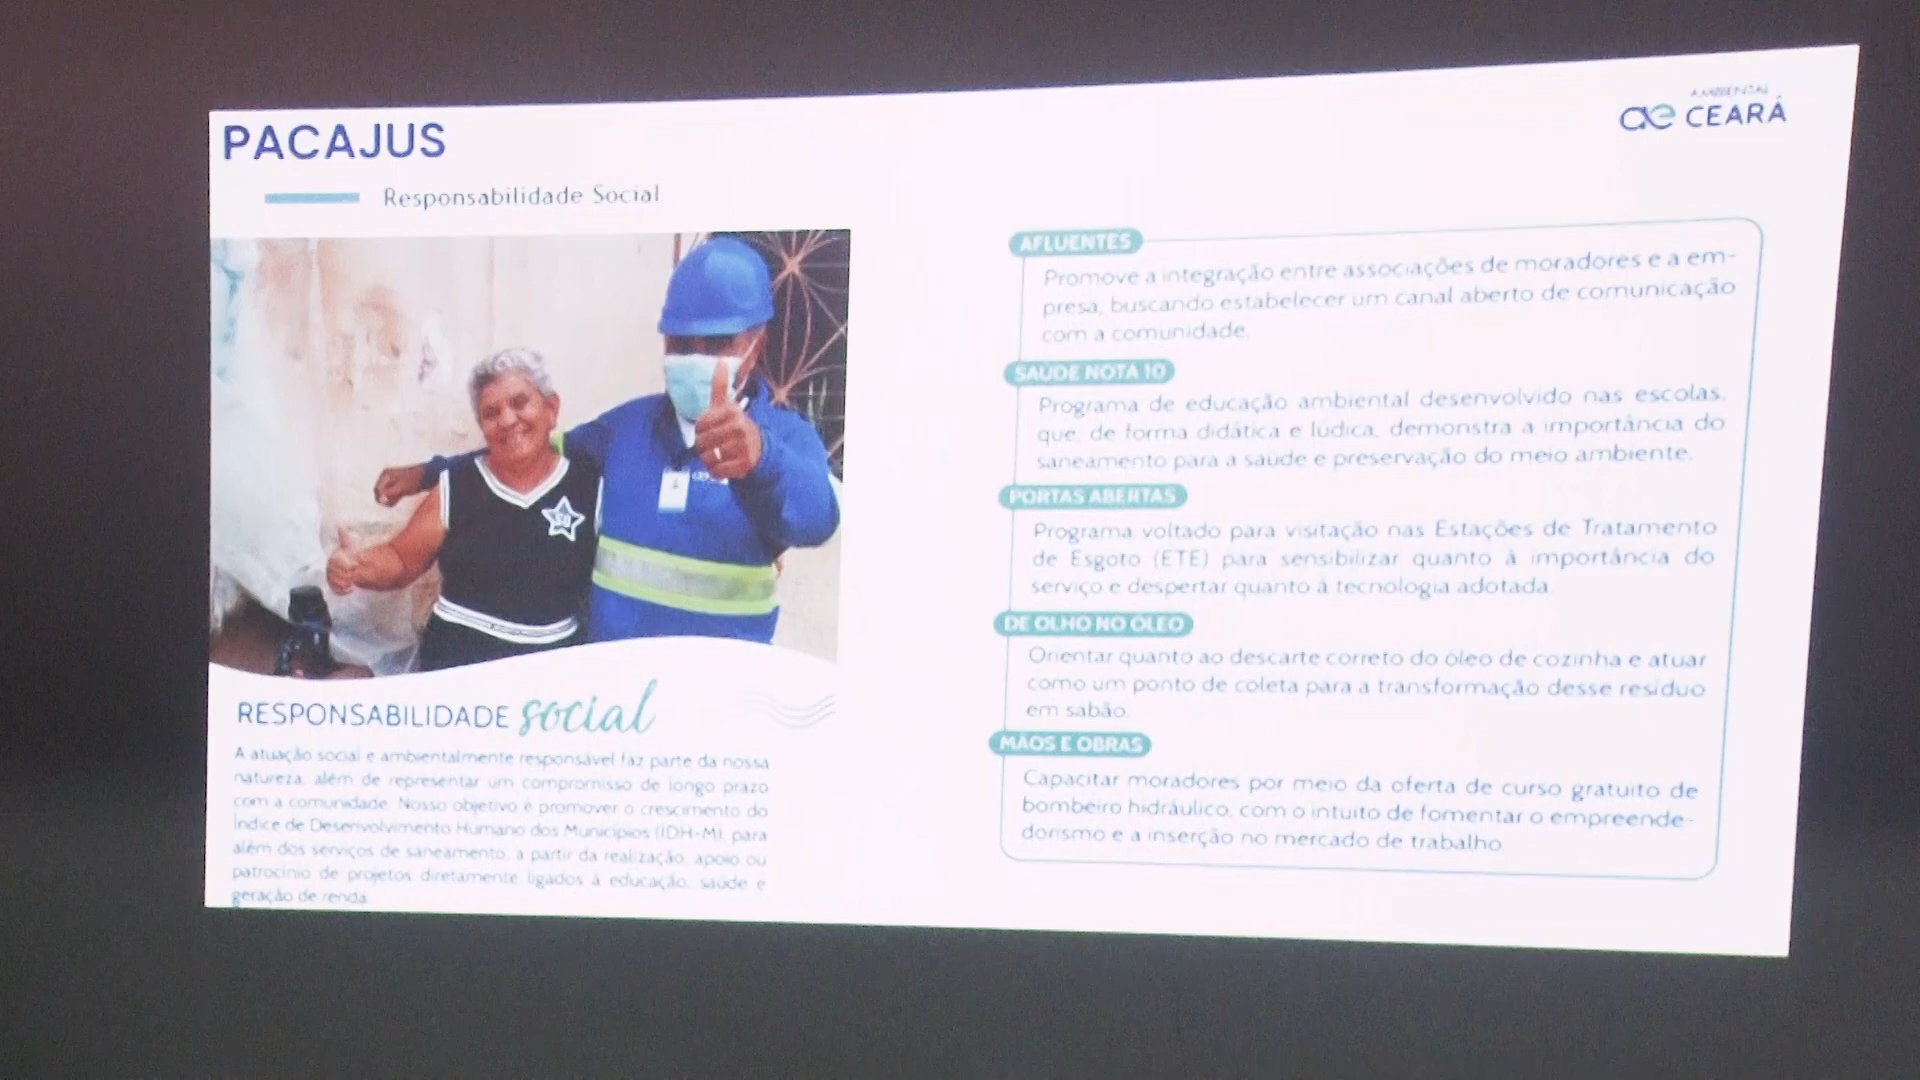 PACAJUS
Responsabilidade Social
AMBIENTAL
ae CEARÁ
RESPONSABILIDADE social
A atuação social e ambientalmente responsável faz parte da nossa
natureza, além de representar um compromisso de longo prazo
com a comunidade. Nosso objetivo é promover o crescimento do
Índice de Desenvolvimento Humano dos Municípios (IDH-M), para
além dos serviços de saneamento, a partir da realização, apoio ou
patrocínio de projetos diretamente ligados à educação, saúde e
geração de renda.
AFLUENTES
Promove a integração entre associações de moradores e a em-
presa, buscando estabelecer um canal aberto de comunicação
com a comunidade.
SAÚDE NOTA 10
Programa de educação ambiental desenvolvido nas escolas,
que, de forma didática e lúdica, demonstra a importância do
saneamento para a saúde e preservação do meio ambiente.
PORTAS ABERTAS
Programa voltado para visitação nas Estações de Tratamento
de Esgoto (ETE) para sensibilizar quanto à importância do
serviço e despertar quanto à tecnologia adotada.
DE OLHO NO ÓLEO
Orientar quanto ao descarte correto do óleo de cozinha e atuar
como um ponto de coleta para a transformação desse resíduo
em sabão.
MÃOS E OBRAS
Capacitar moradores por meio da oferta de curso gratuito de
bombeiro hidráulico, com o intuito de fomentar o empreende-
dorismo e a inserção no mercado de trabalho.